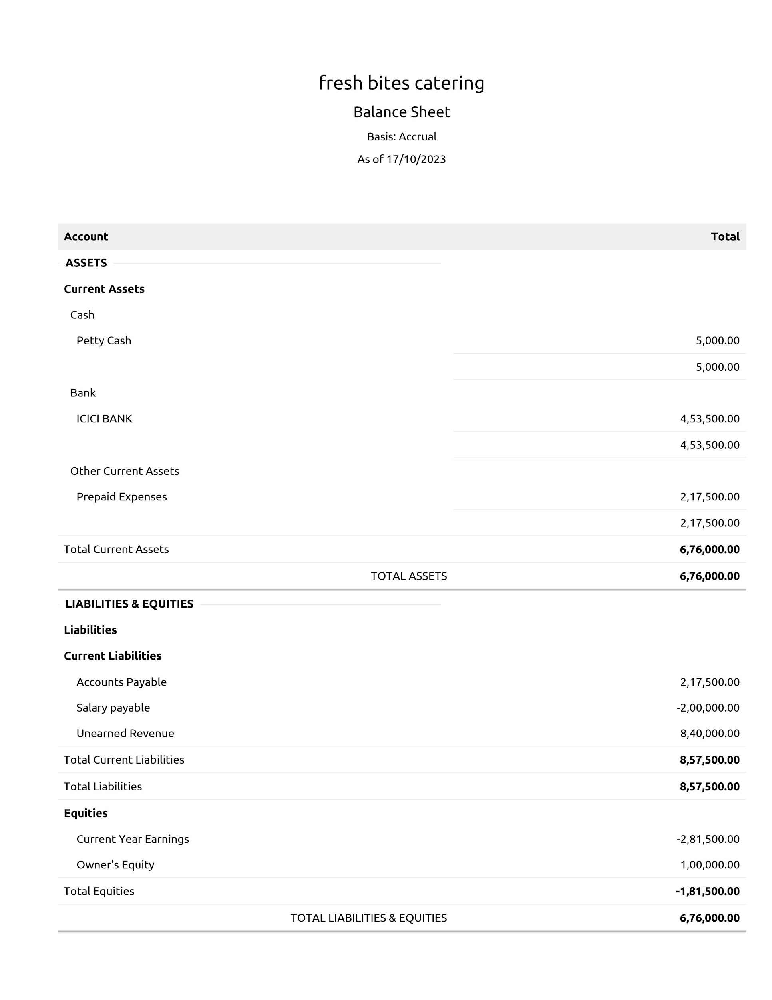 fresh bites catering
Balance Sheet
Basis: Accrual
As of 17/10/2023
Account Total
ASSETS
Current Assets
Cash
Petty Cash 5,000.00
5,000.00
Bank
ICICI BANK 4,53,500.00
4,53,500.00
Other Current Assets
Prepaid Expenses 2,17,500.00
2,17,500.00
Total Current Assets 6,76,000.00
TOTAL ASSETS 6,76,000.00
LIABILITIES & EQUITIES
Liabilities
Current Liabilities
Accounts Payable 2,17,500.00
Salary payable -2,00,000.00
Unearned Revenue 8,40,000.00
Total Current Liabilities 8,57,500.00
Total Liabilities 8,57,500.00
Equities
Current Year Earnings -2,81,500.00
Owner's Equity 1,00,000.00
Total Equities -1,81,500.00
TOTAL LIABILITIES & EQUITIES 6,76,000.00